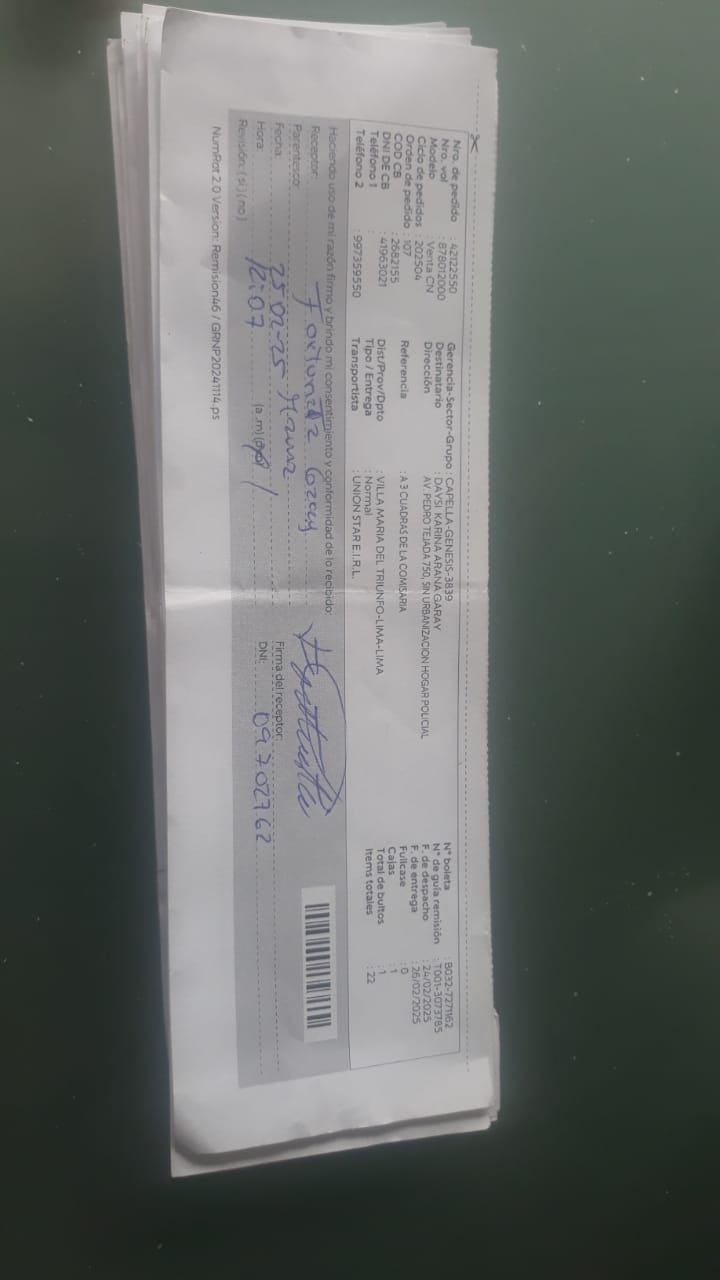 Nro. de pedido : 42122550
Nro. vol : 878012000
Modelo : Venta CN
Ciclo de pedidos : 202504
Orden de pedido : 107
COD CB : 2682155
DNI DE CB : 41963021
Teléfono 1 :
Teléfono 2 : 997359550
Gerencia-Sector-Grupo : CAPELLA-GENESIS-3839
Destinatario : DAYSI KARINA ARANA GARAY
Dirección AV. PEDRO TEJADA 750, SIN URBANIZACION HOGAR POLICIAL
Referencia : A 3 CUADRAS DE LA COMISARIA
Dist/Prov/Dpto : VILLA MARIA DEL TRIUNFO-LIMA-LIMA
Tipo / Entrega : Normal
Transportista : UNION STAR E.I.R.L.
N° boleta : B032-7271162
N° de guía remisión : T001-3073785
F. de despacho : 24/02/2025
F. de entrega : 26/02/2025
Fullcase : 0
Cajas : 1
Total de bultos : 1
Items totales : 22
Haciendo uso de mi razón firmo y brindo mi consentimiento y conformidad de lo recibido:
Receptor: Fortunata Garay
Parentesco: Mama
Fecha: 25-02-25
Hora: 12:07 (a .m) (p
Revisión: ( si ) ( no )
Firma del receptor:
DNI: 09702762
NumRot 2.0 Version: Remision46 / GRNP20241114.ps